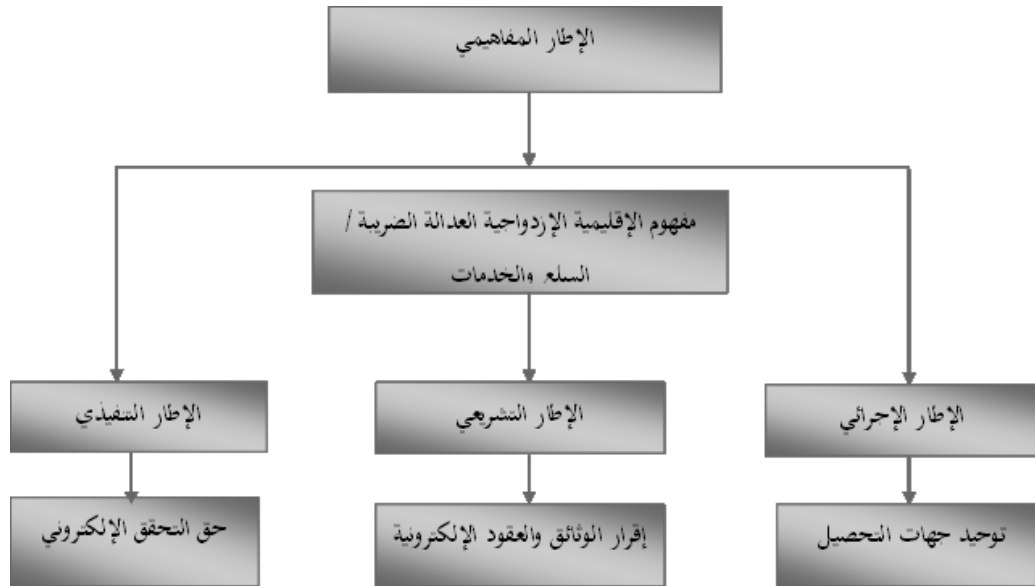 الإطار المفاهيمي
مفهوم الإقليمية الإزدواجية العدالة الضريبة /
السلع والخدمات
الإطار الإجرائي
الإطار التشريعي
الإطار التنفيذي
توحيد جهات التحصيل
إقرار الوثائق والعقود الإلكترونية
حق التحقق الإلكتروني